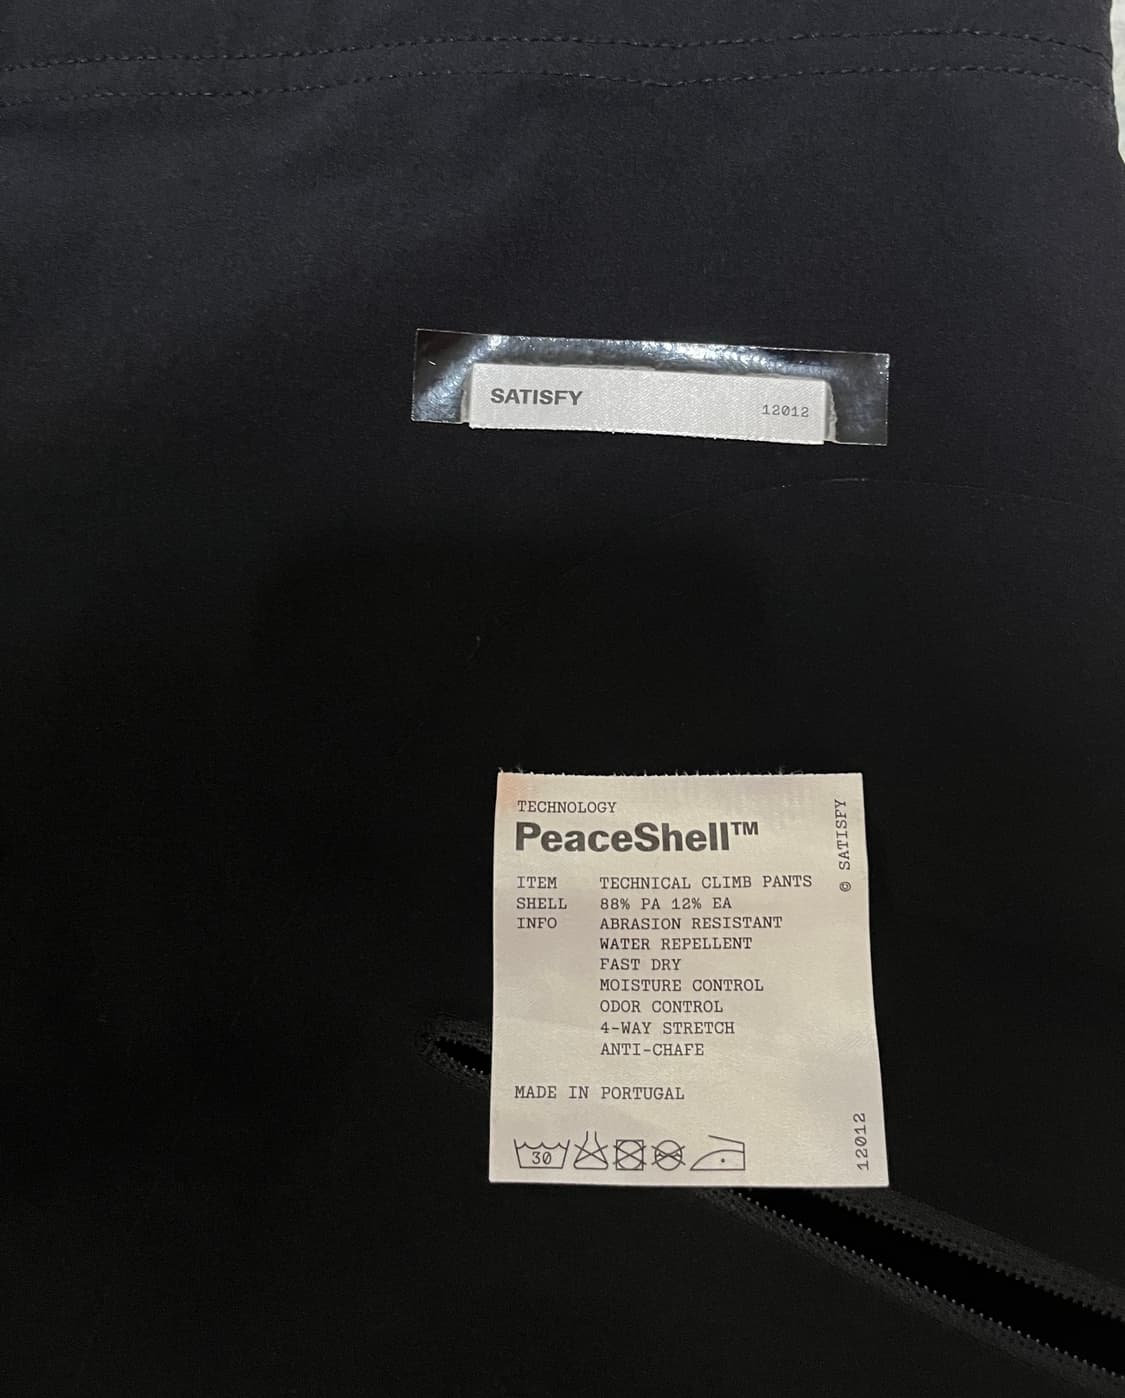 SATISFY
12012
TECHNOLOGY
PeaceShell™
© SATISFY
ITEM TECHNICAL CLIMB PANTS
SHELL 88% PA 12% EA
INFO ABRASION RESISTANT
WATER REPELLENT
FAST DRY
MOISTURE CONTROL
ODOR CONTROL
4-WAY STRETCH
ANTI-CHAFE
MADE IN PORTUGAL
30
12012